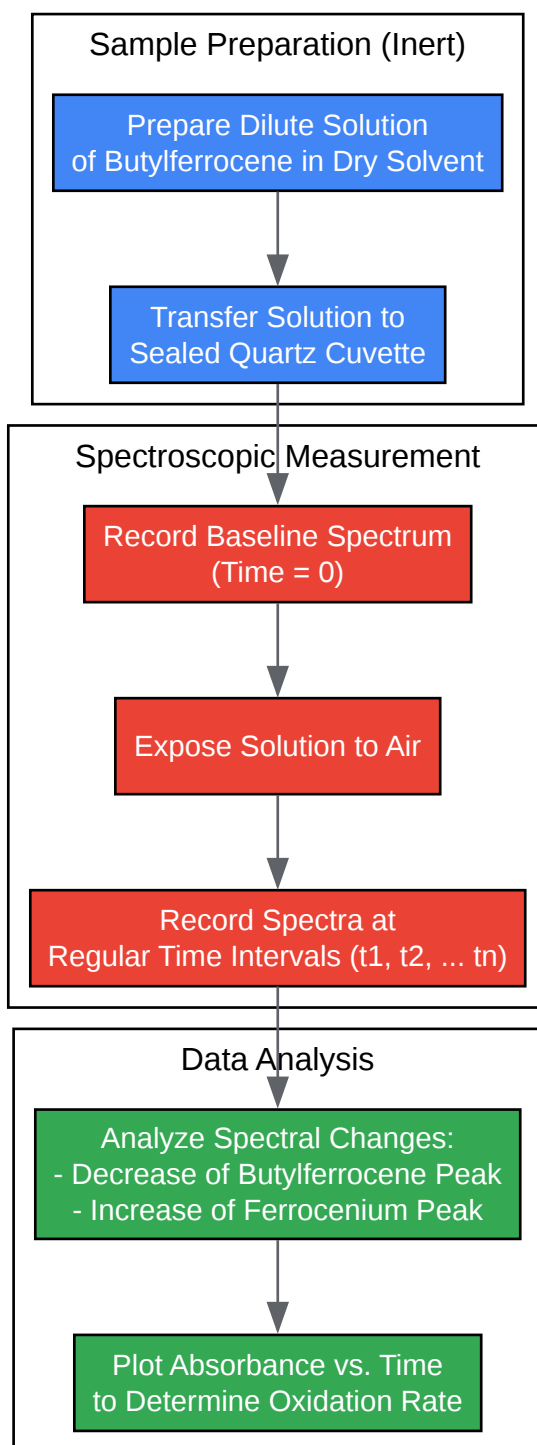 Sample Preparation (Inert)
Prepare Dilute Solution
of Butylferrocene in Dry Solvent
Transfer Solution to
Sealed Quartz Cuvette
Spectroscopic Measurement
Record Baseline Spectrum
(Time = 0)
Expose Solution to Air
Record Spectra at
Regular Time Intervals (t1, t2, ... tn)
Data Analysis
Analyze Spectral Changes:
- Decrease of Butylferrocene Peak
- Increase of Ferrocenium Peak
Plot Absorbance vs. Time
to Determine Oxidation Rate